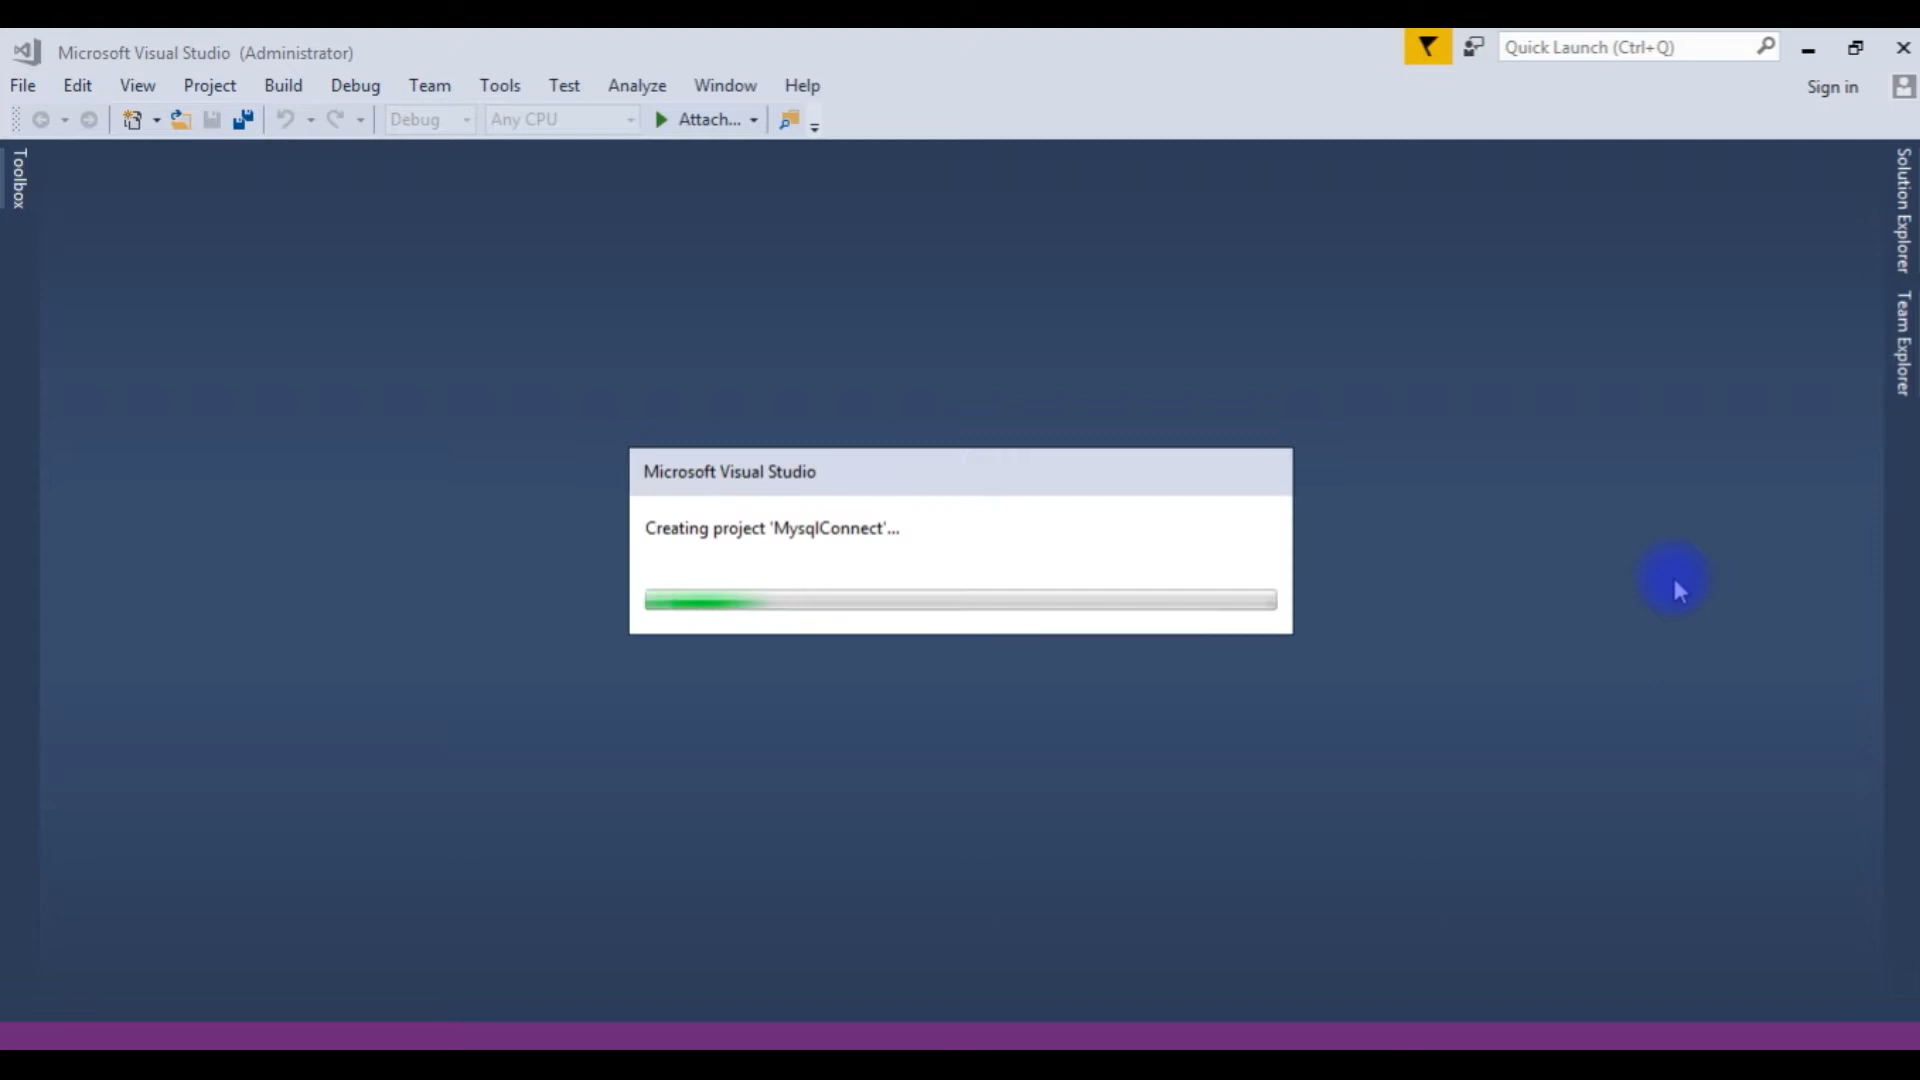 Microsoft Visual Studio (Administrator)
Quick Launch (Ctrl+Q)
File Edit View Project Build Debug Team Tools Test Analyze Window Help
Sign in
Debug Any CPU Attach...
Toolbox
Solution Explorer
Team Explorer
Microsoft Visual Studio
Creating project 'MysqlConnect'...